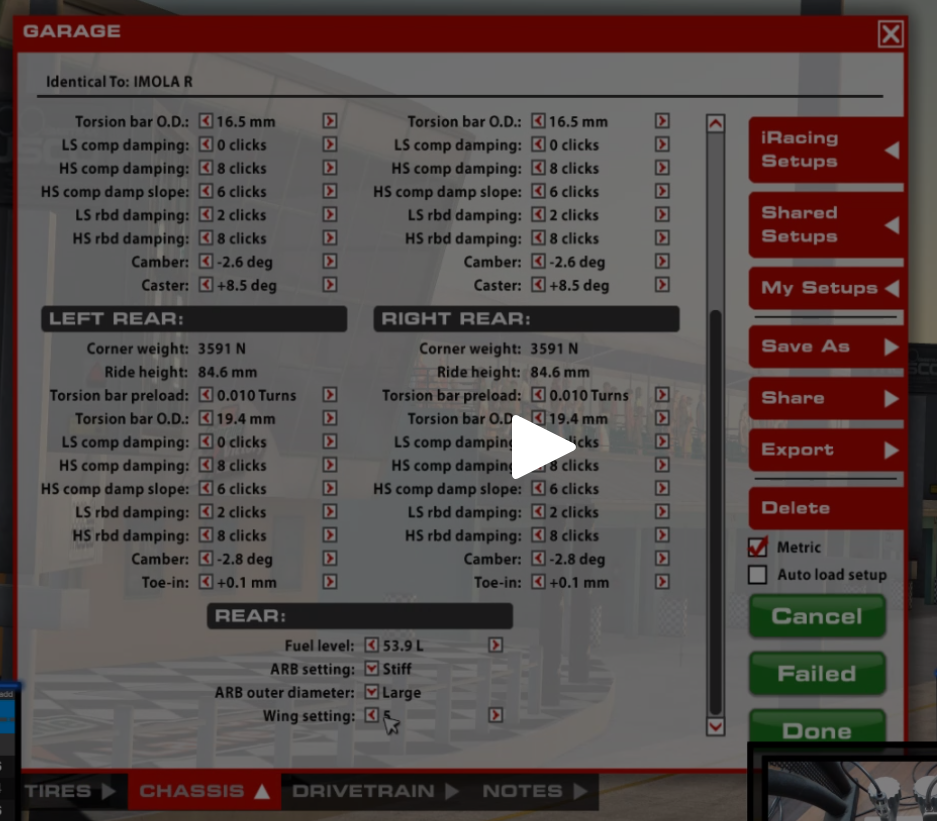 GARAGE
Identical To: IMOLA R
Torsion bar O.D.: 16.5 mm Torsion bar O.D.: 16.5 mm
LS comp damping: 0 clicks LS comp damping: 0 clicks
HS comp damping: 8 clicks HS comp damping: 8 clicks
HS comp damp slope: 6 clicks HS comp damp slope: 6 clicks
LS rbd damping: 2 clicks LS rbd damping: 2 clicks
HS rbd damping: 8 clicks HS rbd damping: 8 clicks
Camber: -2.6 deg Camber: -2.6 deg
Caster: +8.5 deg Caster: +8.5 deg
LEFT REAR: RIGHT REAR:
Corner weight: 3591 N Corner weight: 3591 N
Ride height: 84.6 mm Ride height: 84.6 mm
Torsion bar preload: 0.010 Turns Torsion bar preload: 0.010 Turns
Torsion bar O.D.: 19.4 mm Torsion bar O.D 19.4 mm
LS comp damping: 0 clicks LS comp damping licks
HS comp damping: 8 clicks HS comp damping 8 clicks
HS comp damp slope: 6 clicks HS comp damp slope: 6 clicks
LS rbd damping: 2 clicks LS rbd damping: 2 clicks
HS rbd damping: 8 clicks HS rbd damping: 8 clicks
Camber: -2.8 deg Camber: -2.8 deg
Toe-in: +0.1 mm Toe-in: +0.1 mm
REAR:
Fuel level: 53.9 L
ARB setting: Stiff
ARB outer diameter: Large
Wing setting:
iRacing
Setups
Shared
Setups
My Setups
Save As
Share
Export
Delete
Metric
Auto load setup
Cancel
Failed
Done
TIRES CHASSIS DRIVETRAIN NOTES